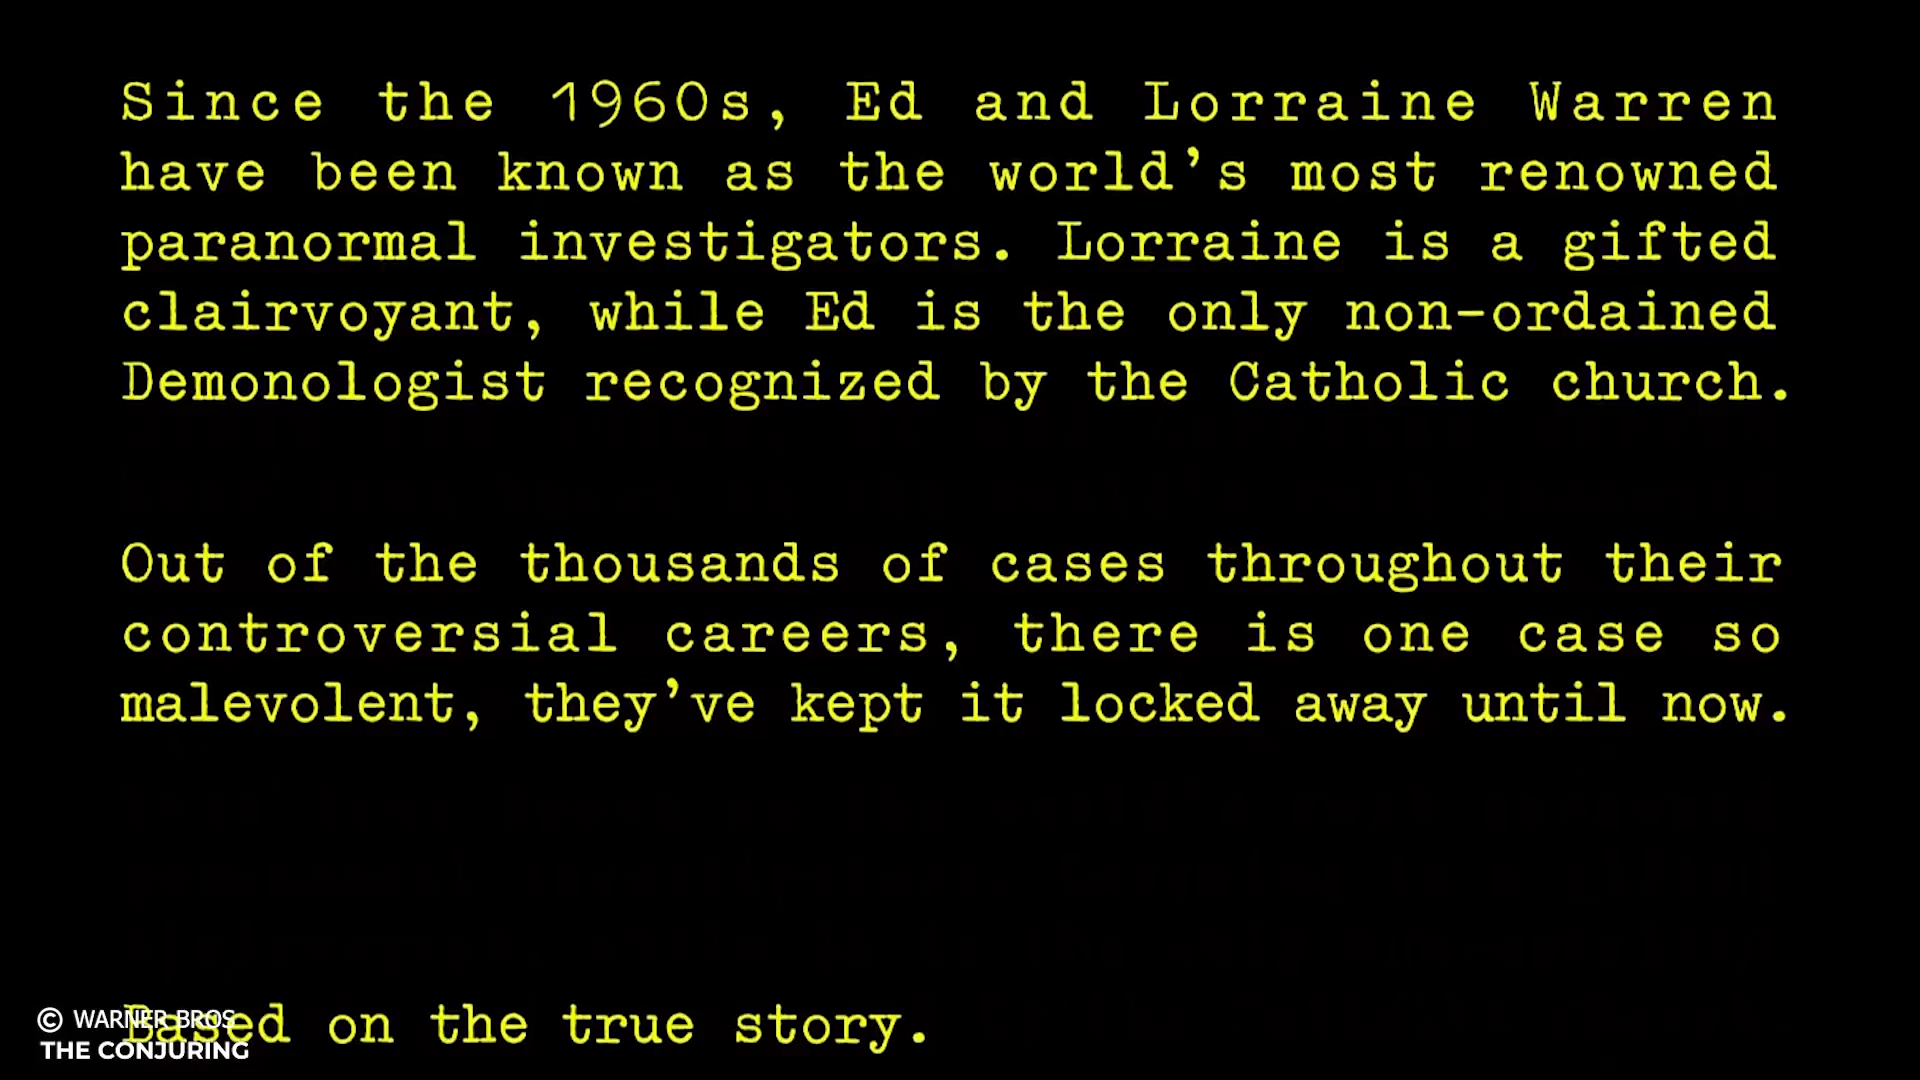 Since the 1960s, Ed and Lorraine Warren
have been known as the world's most renowned
paranormal investigators. Lorraine is a gifted
clairvoyant, while Ed is the only non-ordained
Demonologist recognized by the Catholic church.
Out of the thousands of cases throughout their
controversial careers, there is one case so
malevolent, they've kept it locked away until now.
Based on the true story.
© WARNER BROS
THE CONJURING